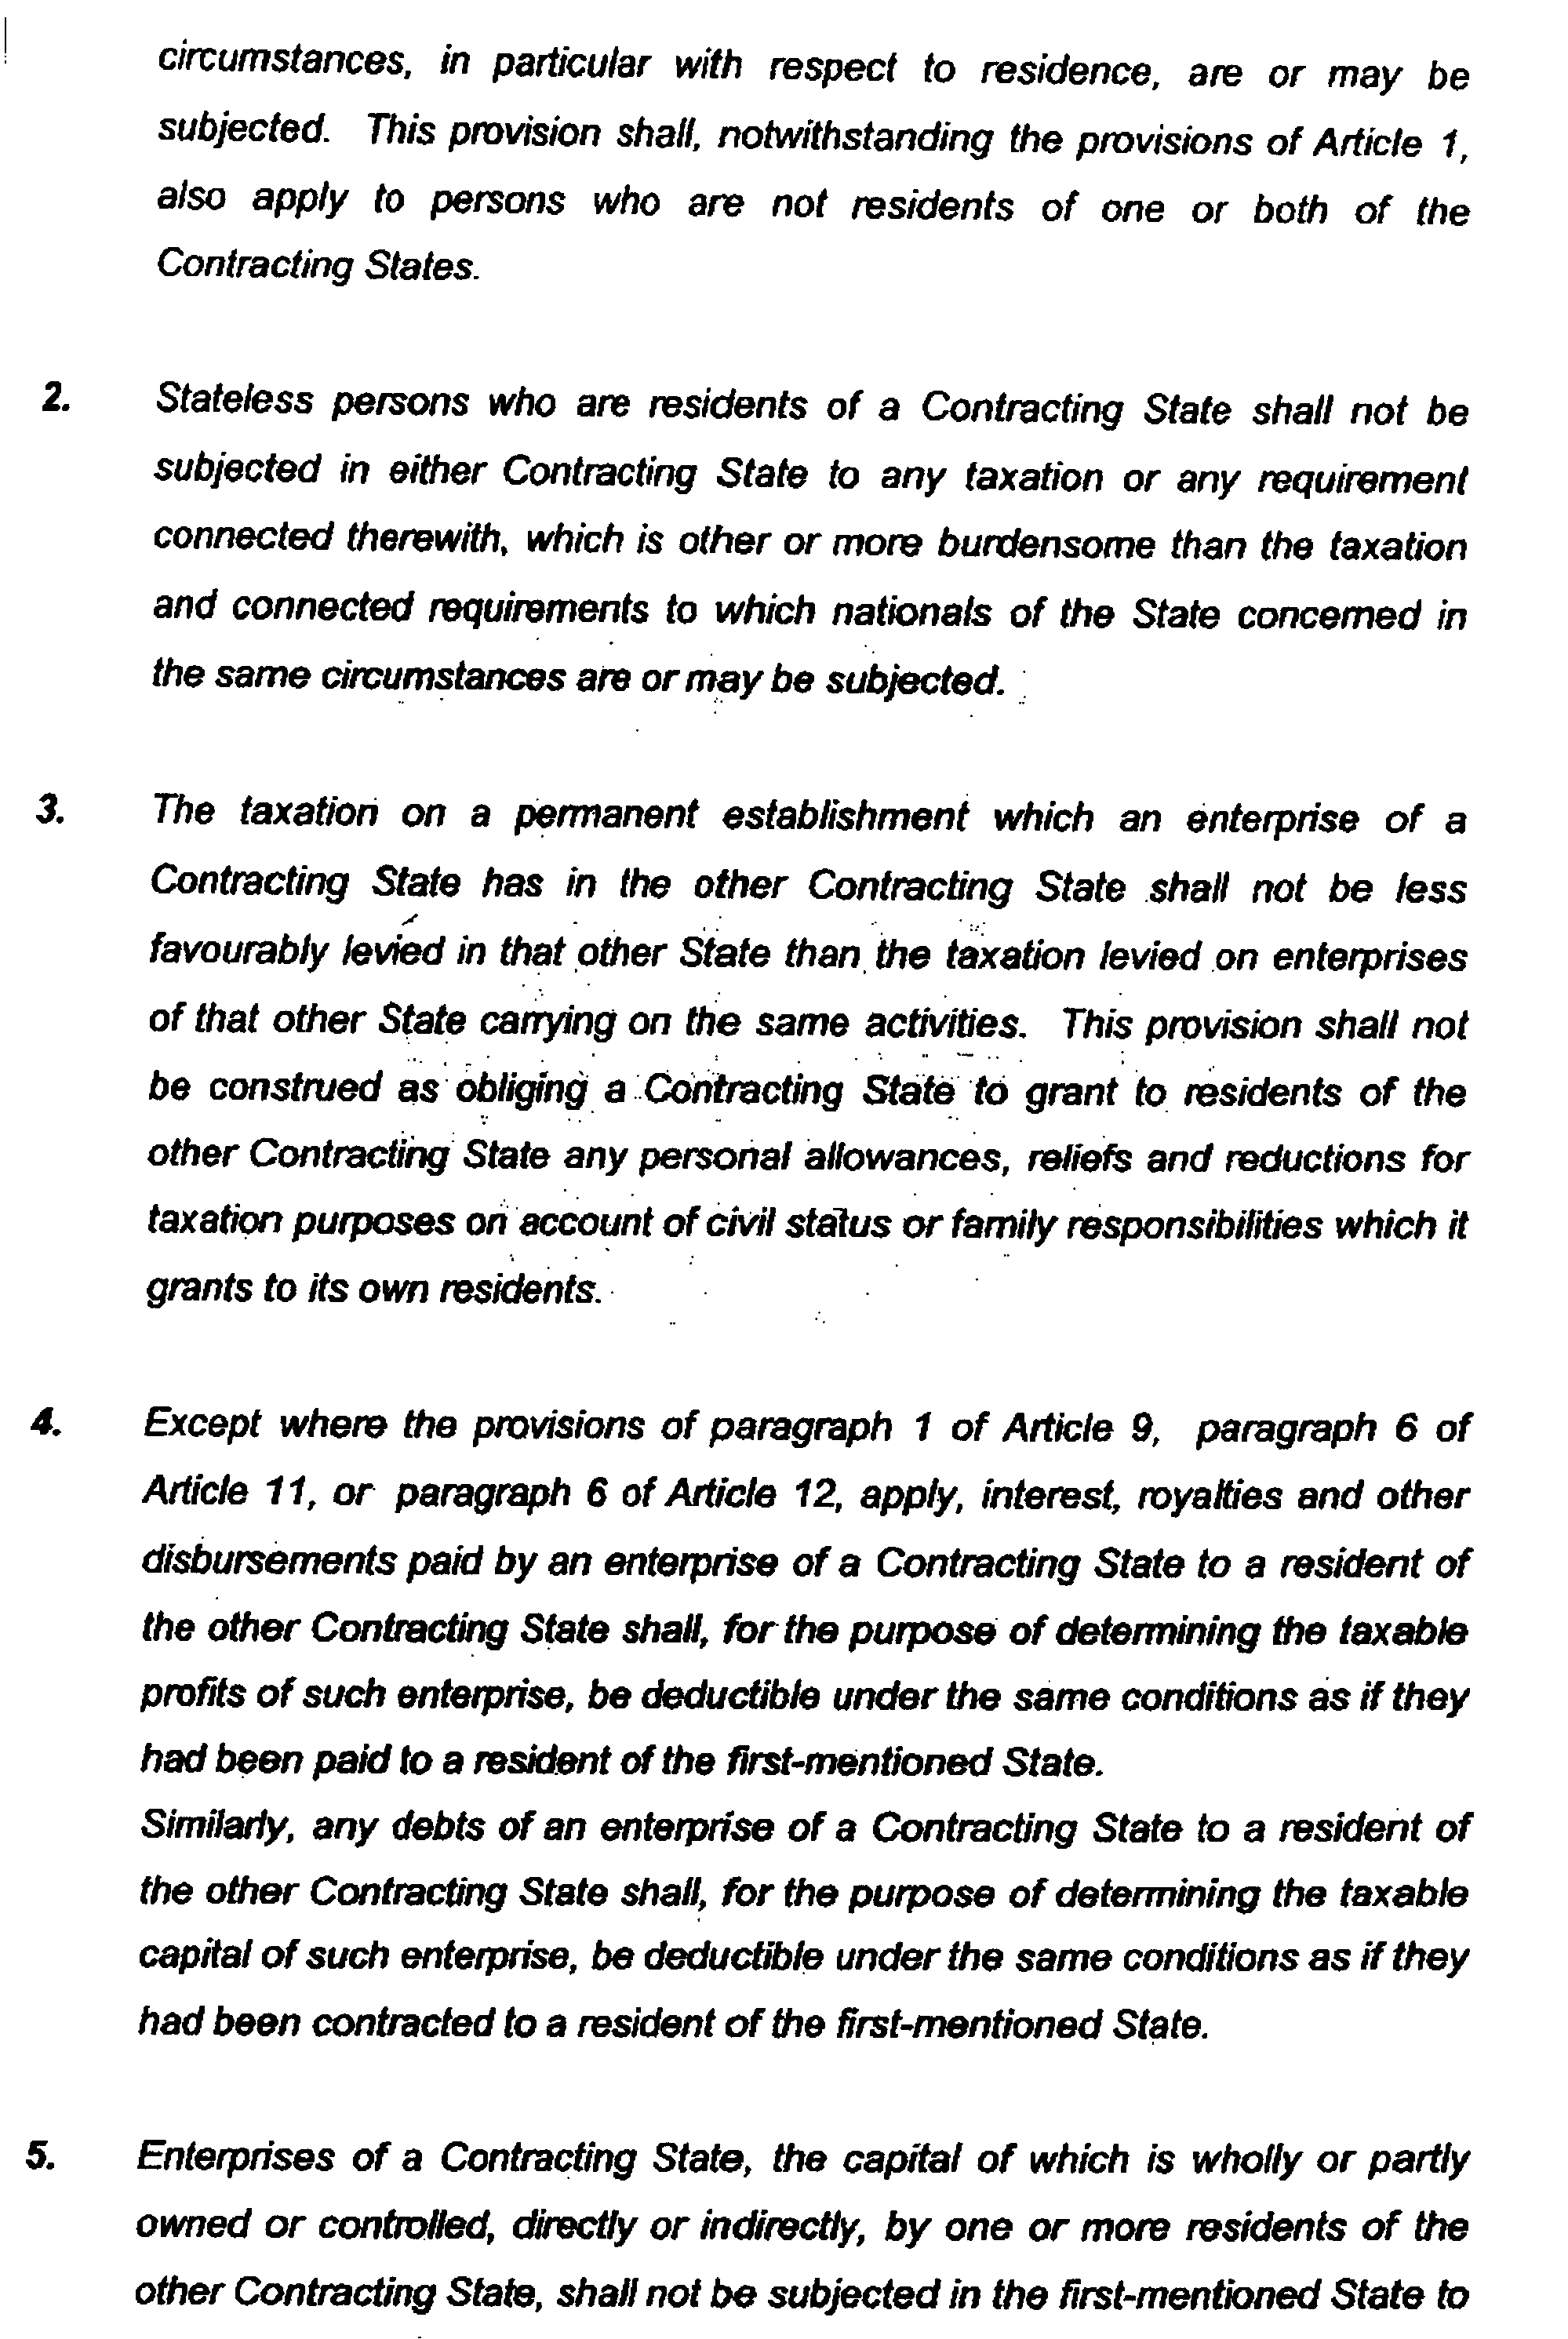 circumstances, in particular with respect to residence, are or may be
subjected. This provision shall, notwithstanding the provisions of Article 1,
also apply to persons who are not residents of one or both of the
Contracting States.
2. Stateless persons who are residents of a Contracting State shall not be
subjected in either Contracting State to any taxation or any requirement
connected therewith, which is other or more burdensome than the taxation
and connected requirements to which nationals of the State concerned in
the same circumstances are or may be subjected.
3. The taxation on a permanent establishment which an enterprise of a
Contracting State has in the other Contracting State shall not be less
favourably levied in that other State than the taxation levied on enterprises
of that other State carrying on the same activities. This provision shall not
be construed as obliging a Contracting State to grant to residents of the
other Contracting State any personal allowances, reliefs and reductions for
taxation purposes on account of civil status or family responsibilities which it
grants to its own residents.
4. Except where the provisions of paragraph 1 of Article 9, paragraph 6 of
Article 11, or paragraph 6 of Article 12, apply, interest, royalties and other
disbursements paid by an enterprise of a Contracting State to a resident of
the other Contracting State shall, for the purpose of determining the taxable
profits of such enterprise, be deductible under the same conditions as if they
had been paid to a resident of the first-mentioned State.
Similarly, any debts of an enterprise of a Contracting State to a resident of
the other Contracting State shall, for the purpose of determining the taxable
capital of such enterprise, be deductible under the same conditions as if they
had been contracted to a resident of the first-mentioned State.
5. Enterprises of a Contracting State, the capital of which is wholly or partly
owned or controlled, directly or indirectly, by one or more residents of the
other Contracting State, shall not be subjected in the first-mentioned State to